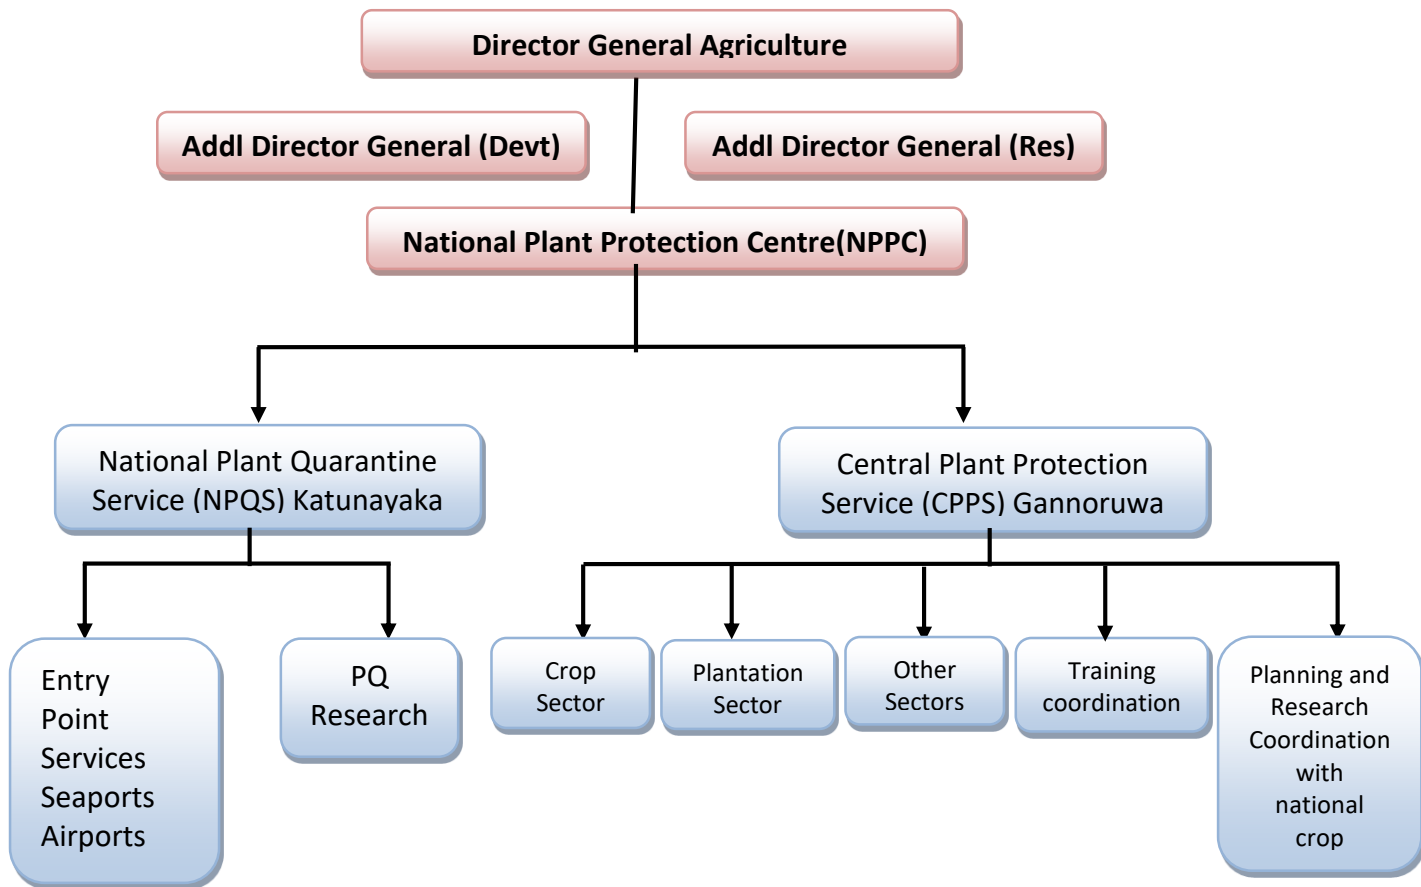 Director General Agriculture
Addl Director General (Devt)
Addl Director General (Res)
National Plant Protection Centre(NPPC)
National Plant Quarantine
Service (NPQS) Katunayaka
Central Plant Protection
Service (CPPS) Gannoruwa
Entry
Point
Services
Seaports
Airports
PQ
Research
Crop
Sector
Plantation
Sector
Other
Sectors
Training
coordination
Planning and
Research
Coordination
with
national
crop